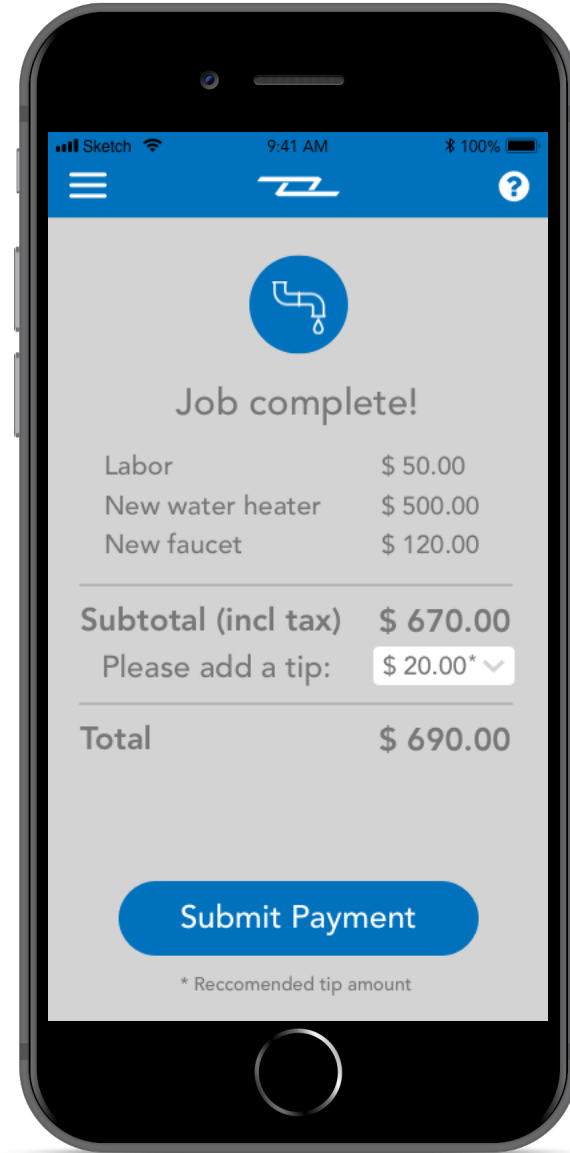 Sketch 9:41 AM 100%
?
Job complete!
Labor $ 50.00
New water heater $ 500.00
New faucet $ 120.00
Subtotal (incl tax) $ 670.00
Please add a tip: $ 20.00*
Total $ 690.00
Submit Payment
* Reccomended tip amount